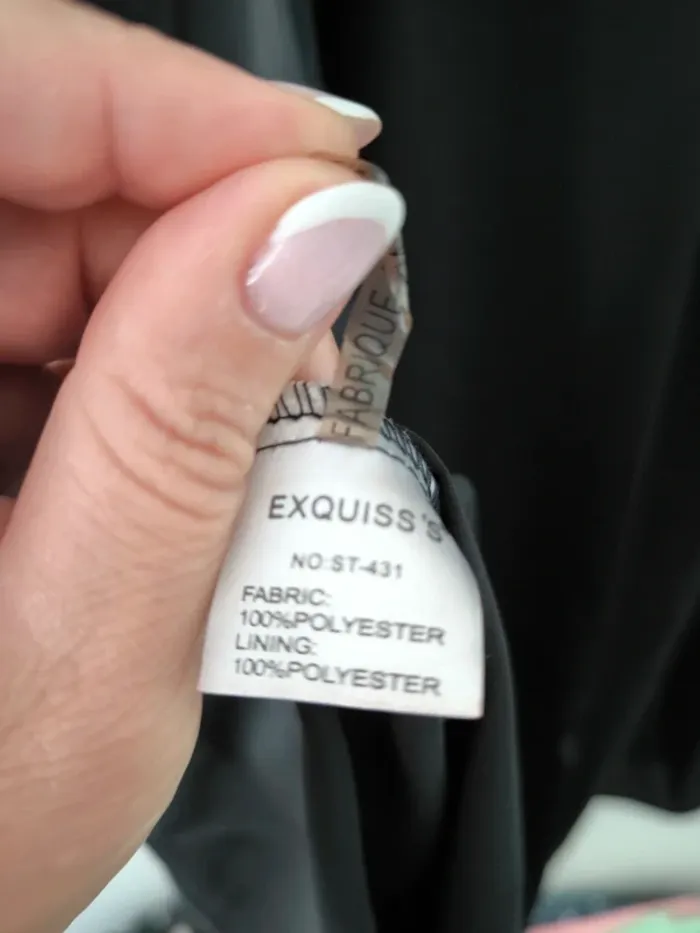 FABRIQUE
EXQUISS'S
NO:ST-431
FABRIC:
100%POLYESTER
LINING:
100%POLYESTER